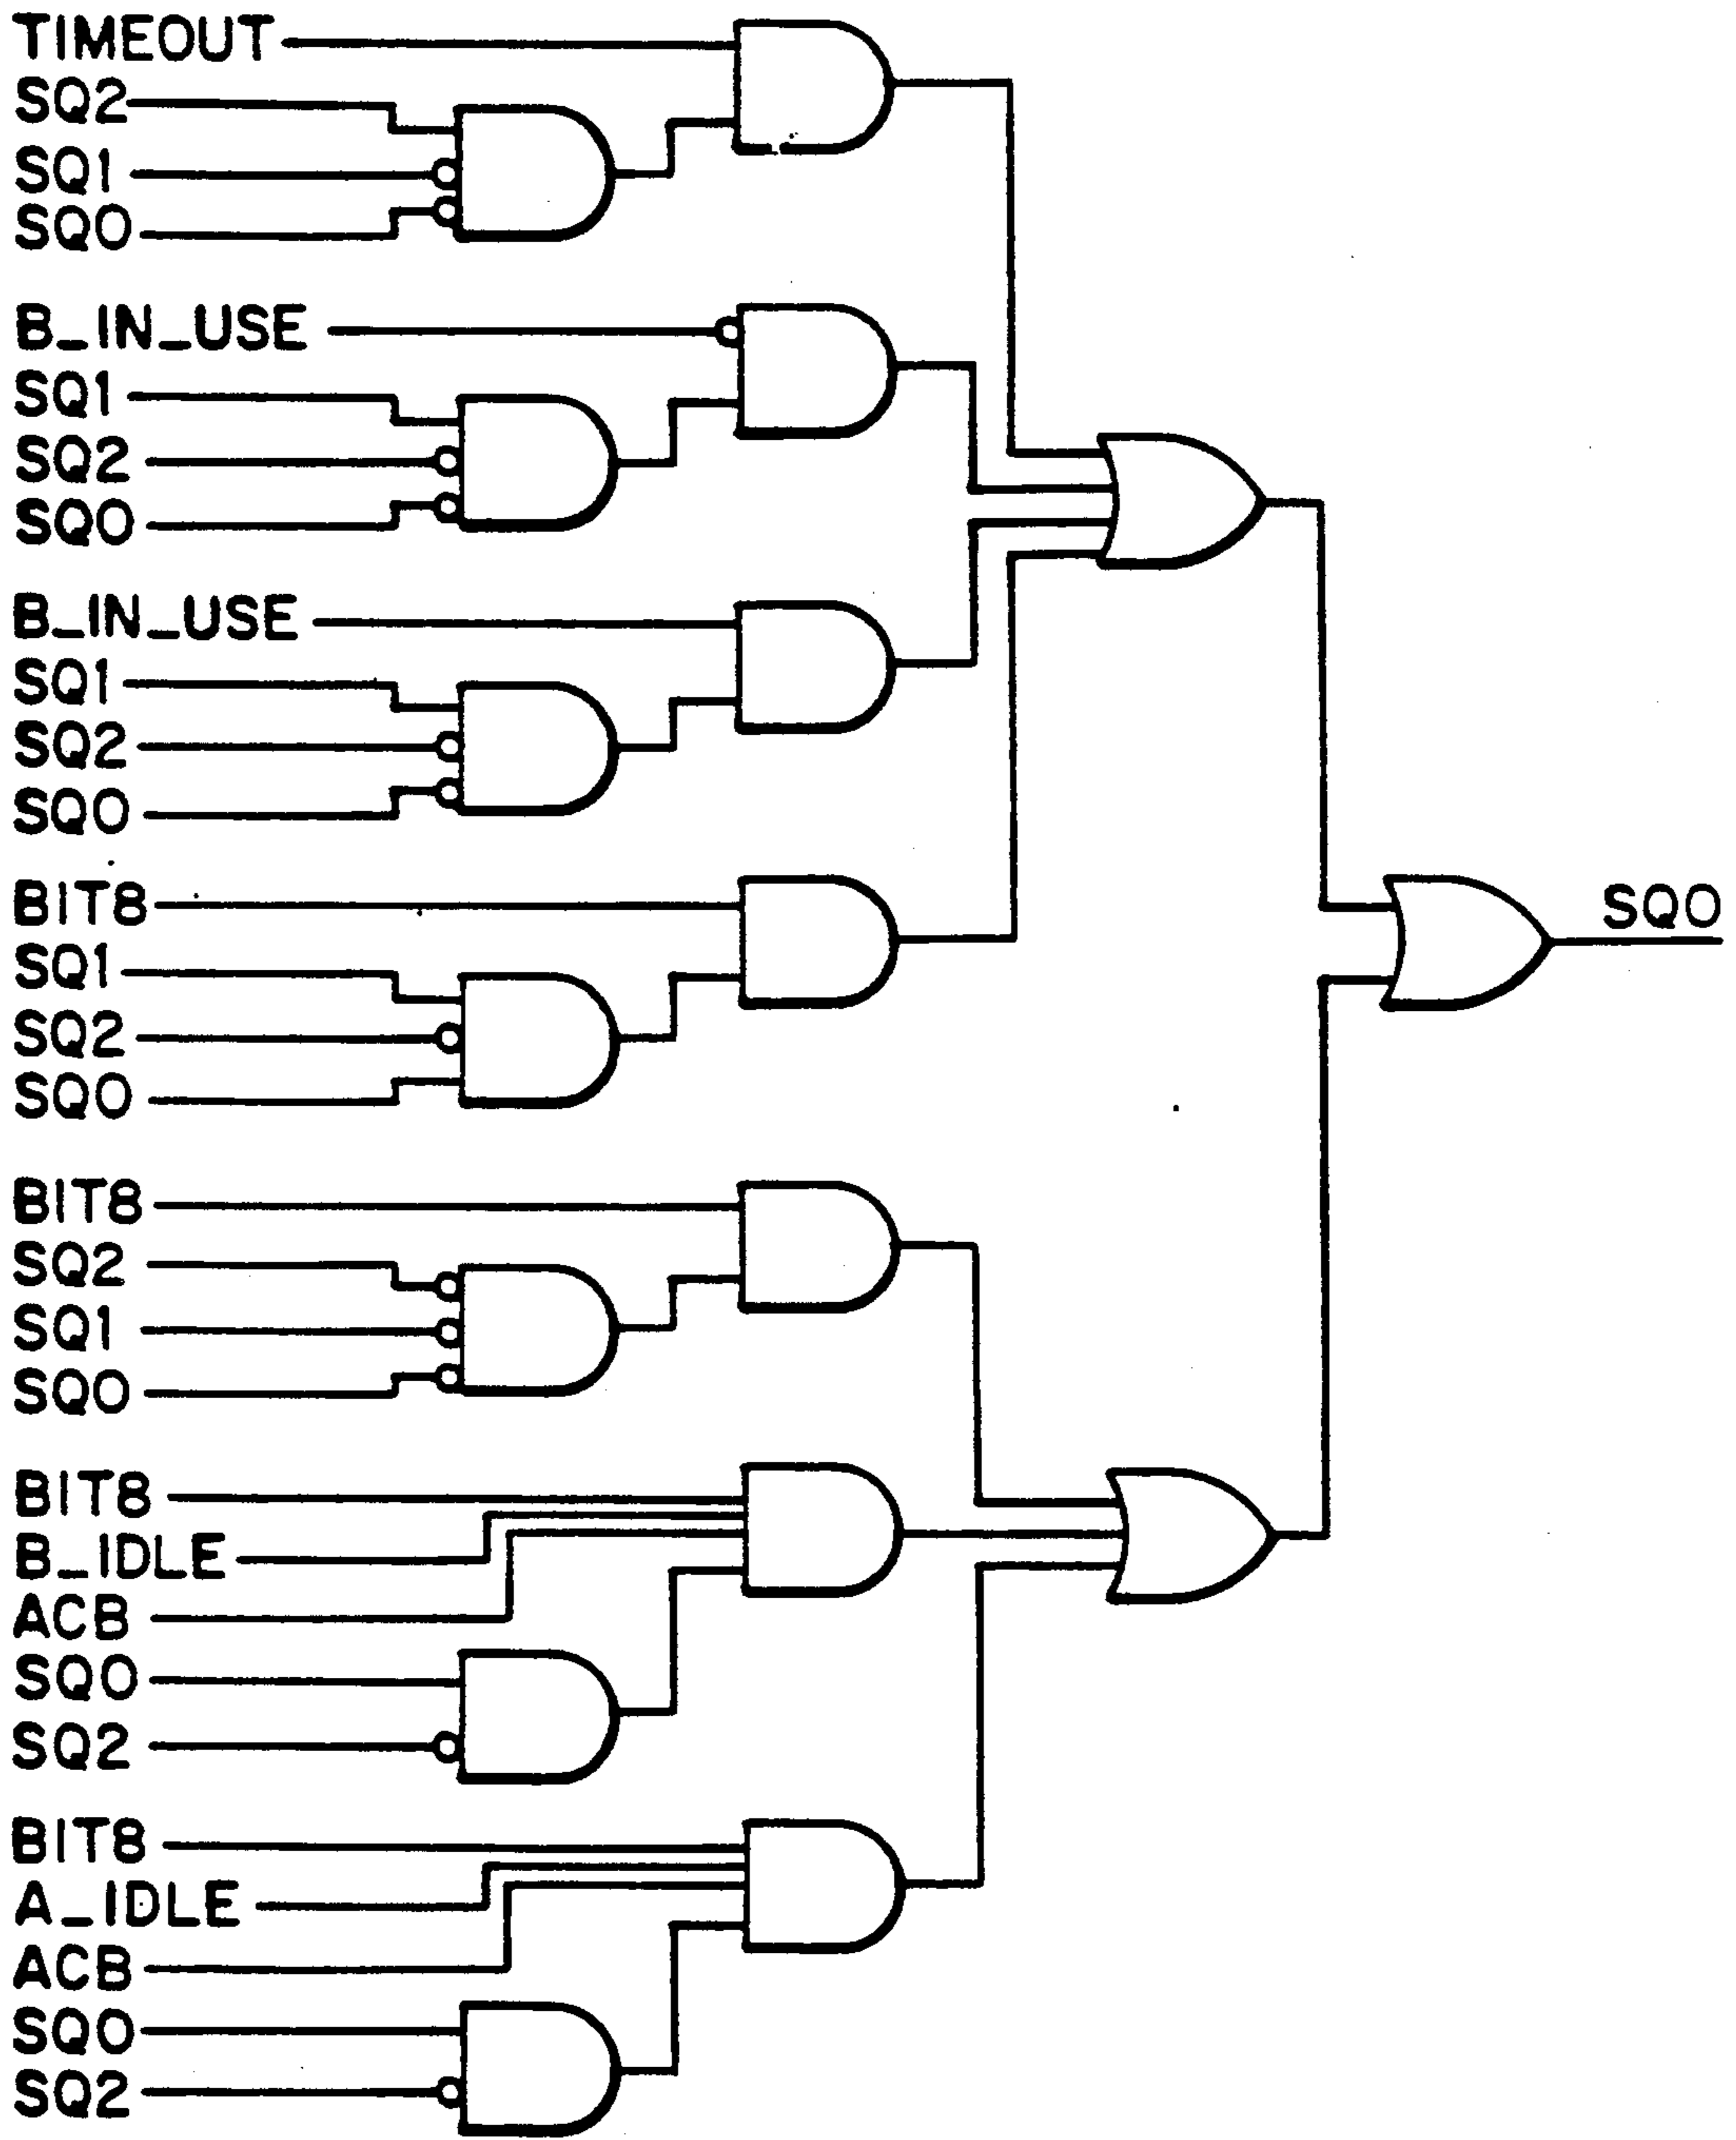 TIMEOUT
SQ2
SQ1
SQ0
B_IN_USE
SQ1
SQ2
SQ0
B_IN_USE
SQ1
SQ2
SQ0
BIT8
SQ1
SQ2
SQ0
SQ0
BIT8
SQ2
SQ1
SQ0
BIT8
B_IDLE
ACB
SQ0
SQ2
BIT8
A_IDLE
ACB
SQ0
SQ2